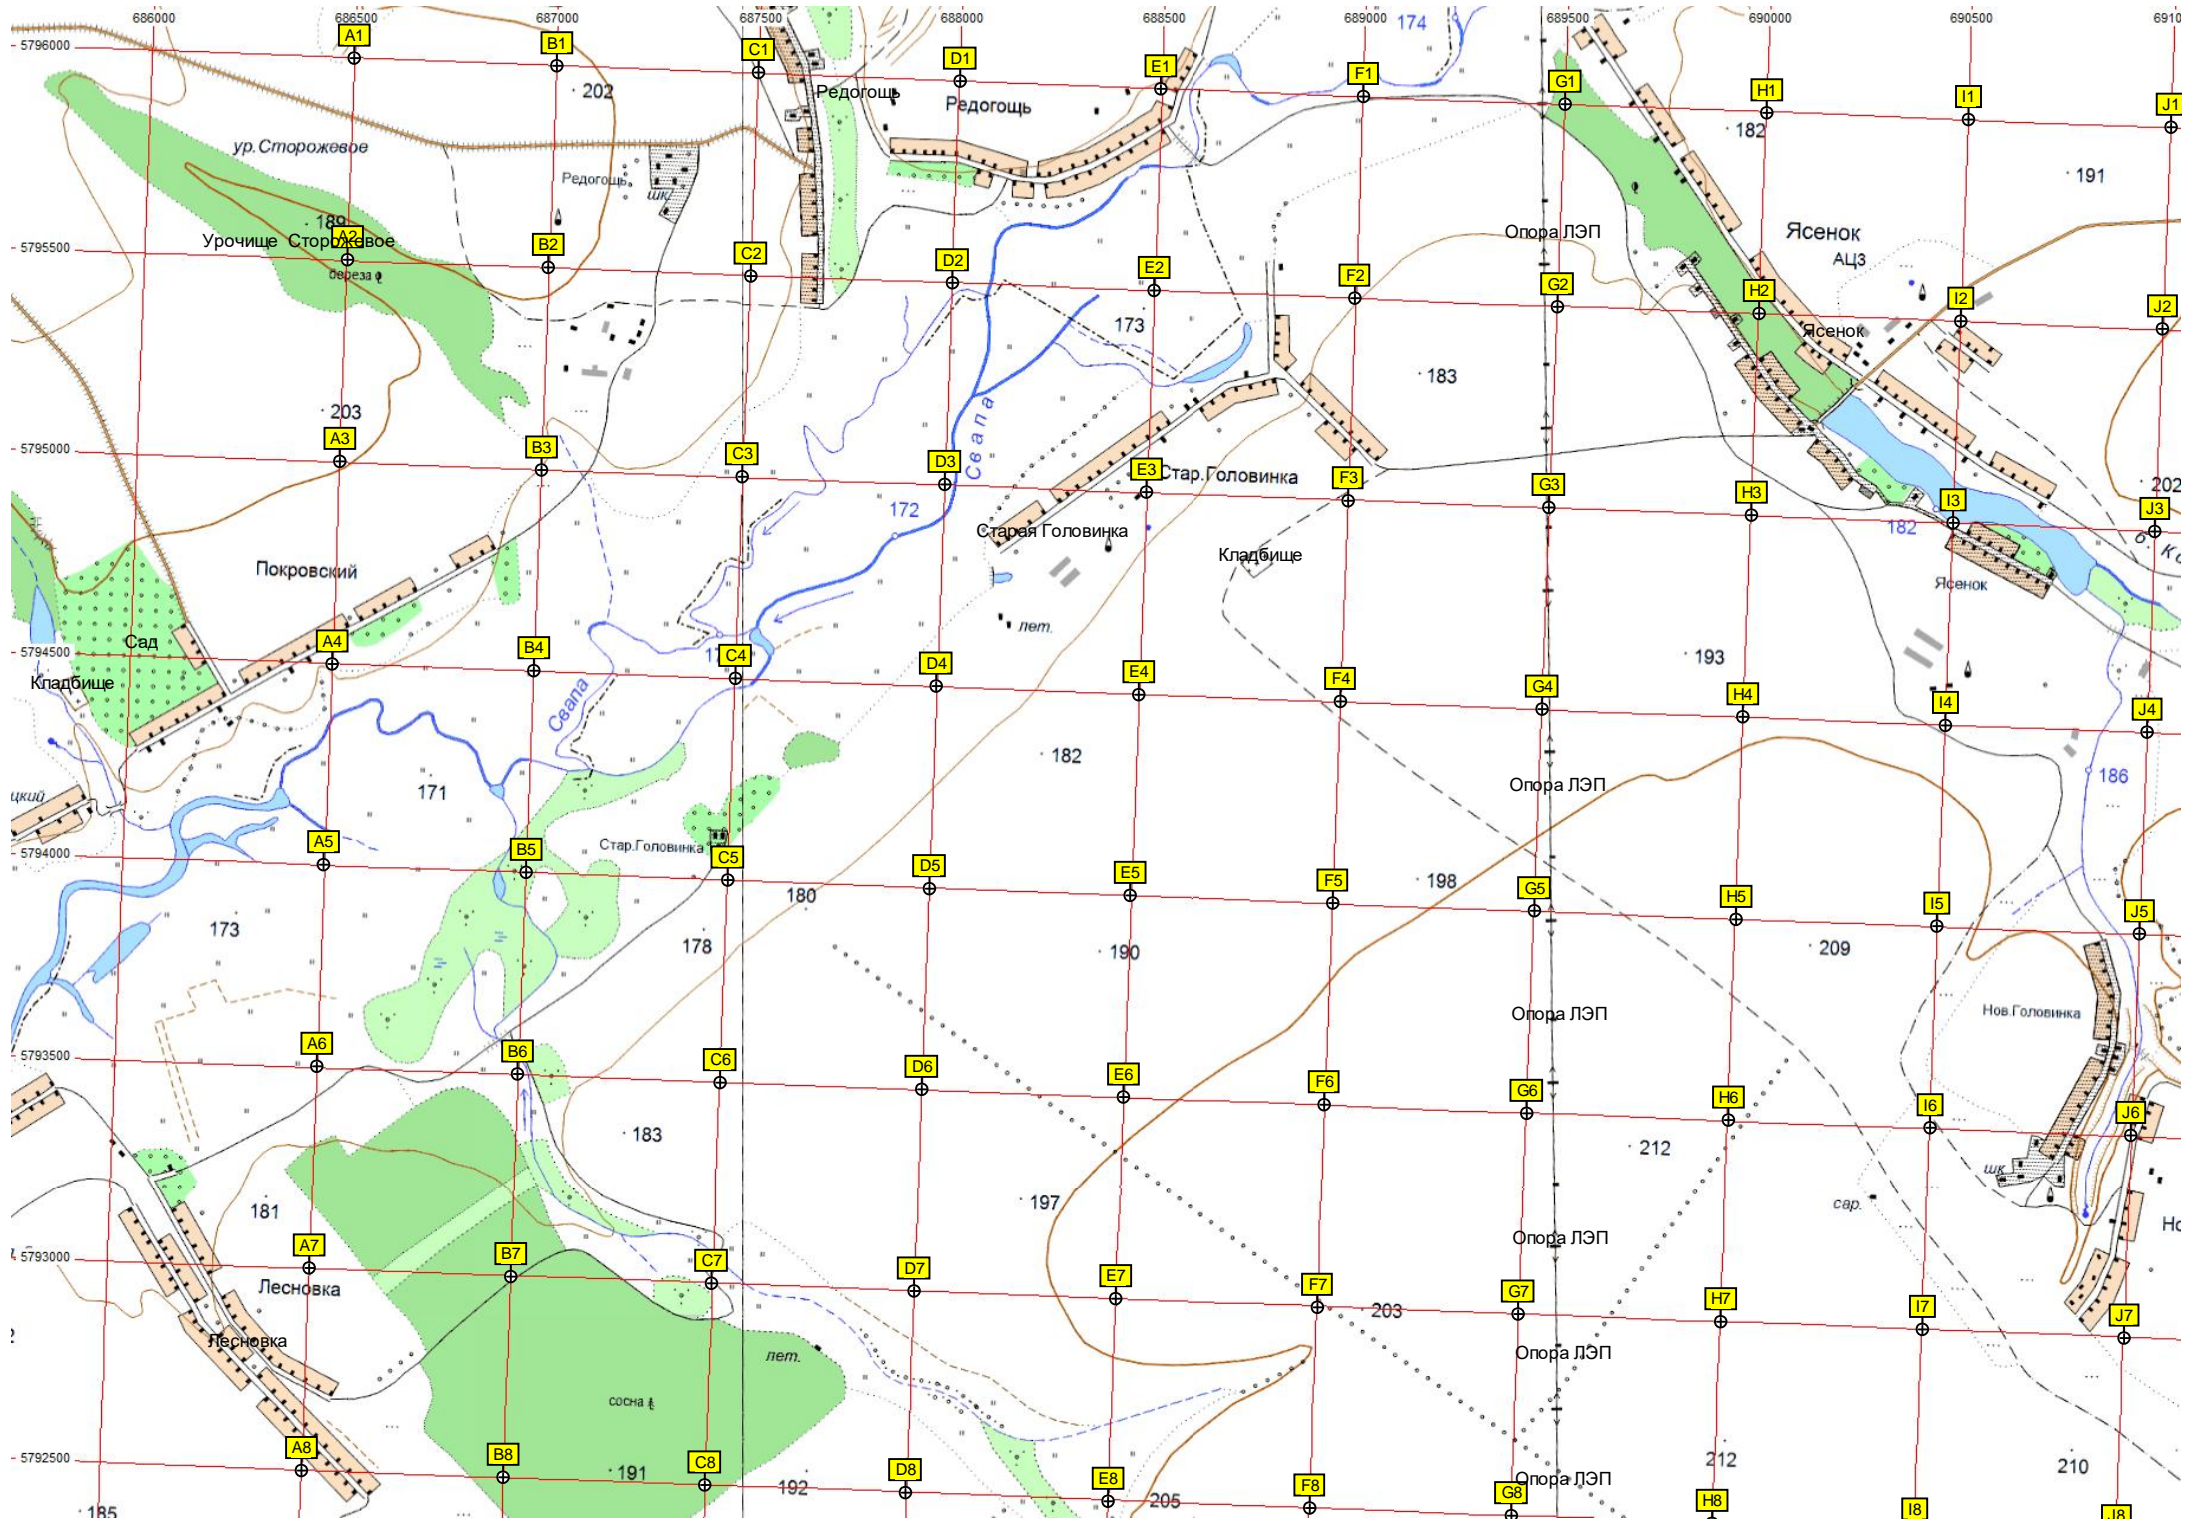 686000 686500 687000 687500 688000 688500 689000 689500 690000 690500 691
5796000
A1 B1 C1 D1 E1 F1 G1 H1 I1 J1
174
202
Редогощь
Редогощь
182
ур.Сторожевое
Редогощь
шк.
191
189
Урочище Сторожевое
береза
Опора ЛЭП
Ясенок
АЦЗ
5795500
A2 B2 C2 D2 E2 F2 G2 H2 I2 J2
173
Ясенок
183
203
Свапа
5795000
A3 B3 C3 D3 E3 F3 G3 H3 I3 J3
Стар.Головинка
202
172
Старая Головинка
182
Кладбище
б. Ко
Покровский
Ясенок
лет.
Сад
5794500
A4 B4 C4 D4 E4 F4 G4 H4 I4 J4
193
Кладбище
Свапа
182
171
186
Опора ЛЭП
цкий
Стар.Головинка
5794000
A5 B5 C5 D5 E5 F5 G5 H5 I5 J5
180
198
173
178
190
209
Опора ЛЭП
Нов.Головинка
5793500
A6 B6 C6 D6 E6 F6 G6 H6 I6 J6
183
212
шк.
181
197
сар.
Но
Опора ЛЭП
5793000
A7 B7 C7 D7 E7 F7 G7 H7 I7 J7
Лесновка
203
Лесновка
лет.
Опора ЛЭП
сосна
5792500
A8 B8 C8 D8 E8 F8 G8 H8 I8 J8
191
192
205
Опора ЛЭП
212
210
185